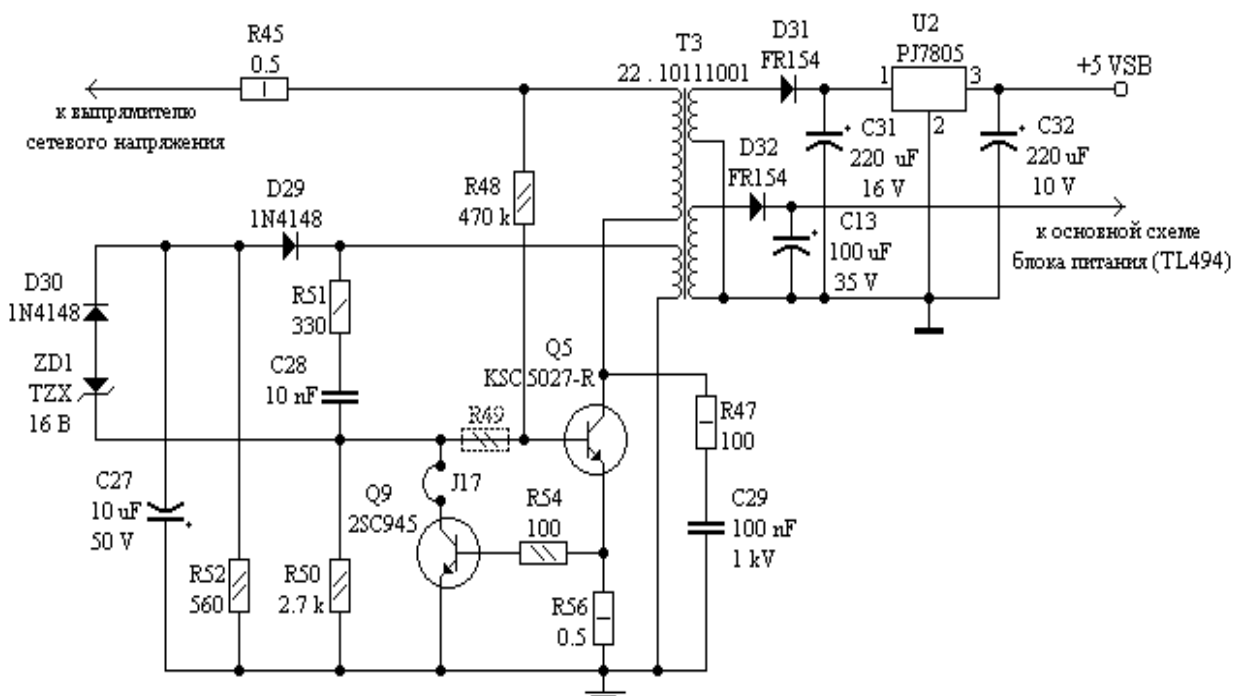 R45
0.5
к выпрямителю
сетевого напряжения
T3
22 . 10111001
D31
FR154
U2
PJ7805
1
3
2
+5 VSB
C31
220 uF
16 V
C32
220 uF
10 V
D32
FR154
C13
100 uF
35 V
к основной схеме
блока питания (TL494)
R48
470 k
D29
1N4148
D30
1N4148
ZD1
TZX
16 В
R51
330
C28
10 nF
R49
Q5
KSC5027-R
R47
100
C29
100 nF
1 kV
J17
Q9
2SC945
R54
100
C27
10 uF
50 V
R52
560
R50
2.7 k
R56
0.5